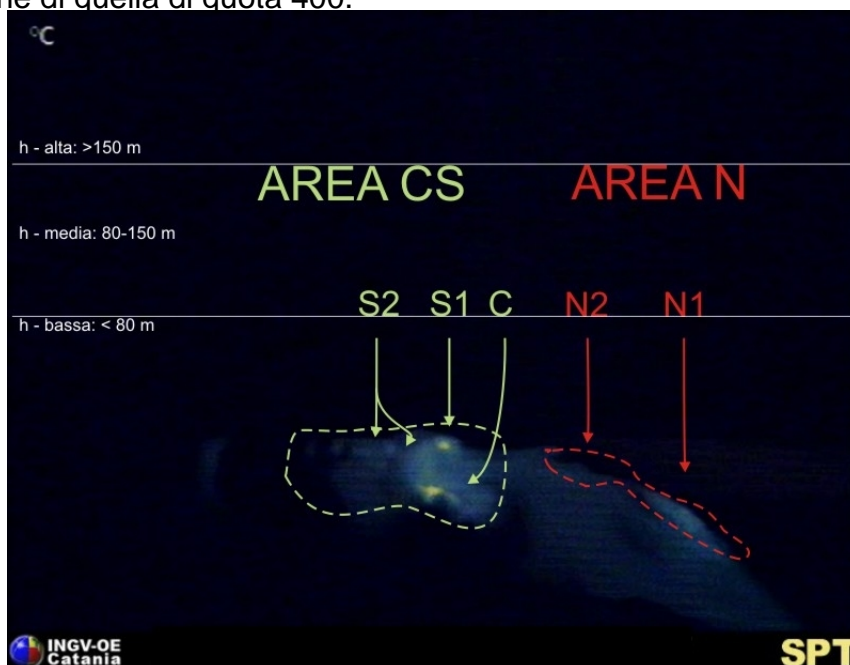 ne di quella di quota 400.
°C
h - alta: >150 m
AREA CS AREA N
h - media: 80-150 m
S2 S1 C N2 N1
h - bassa: < 80 m
INGV-OE
Catania
SPT